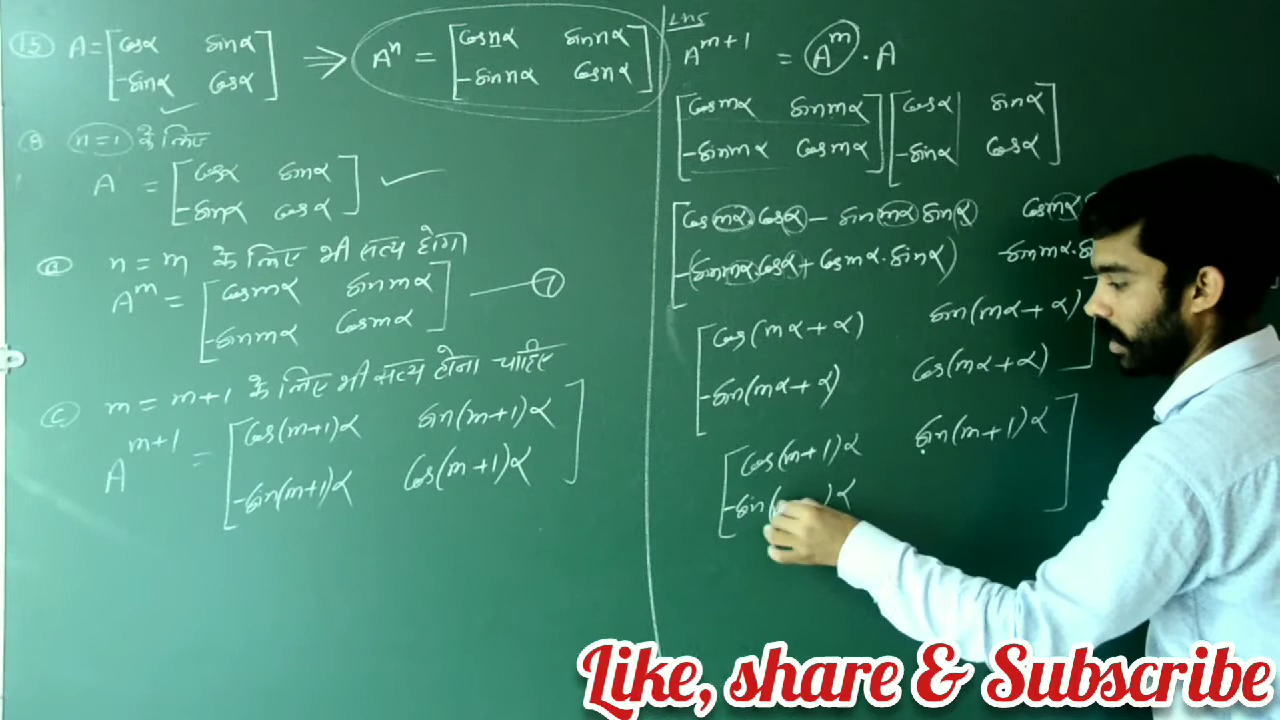 (15) A = [cosα sinα ⇒ Aⁿ = [cosnα sinnα
-sinα cosα] -sinnα cosnα]
n=1 के लिए
A = [cosα sinα
-sinα cosα]
n = m के लिए भी सत्य होगा
Aᵐ = [cosmα sinmα
-sinmα cosmα] — (1)
(c) m = m+1 के लिए भी सत्य होना चाहिए
Aᵐ⁺¹ = [cos(m+1)α sin(m+1)α
-sin(m+1)α cos(m+1)α]
LHS
Aᵐ⁺¹ = Aᵐ · A
[cosmα sinmα] [cosα sinα]
[-sinmα cosmα] [-sinα cosα]
[cosmα·cosα - sinmα sinα cosmα
-(sinmα·cosα + cosmα·sinα) -sinmα·
[cos(mα+α) sin(mα+α)
-sin(mα+α) cos(mα+α)]
[cos(m+1)α sin(m+1)α
-sin( )α
Like, share & Subscribe